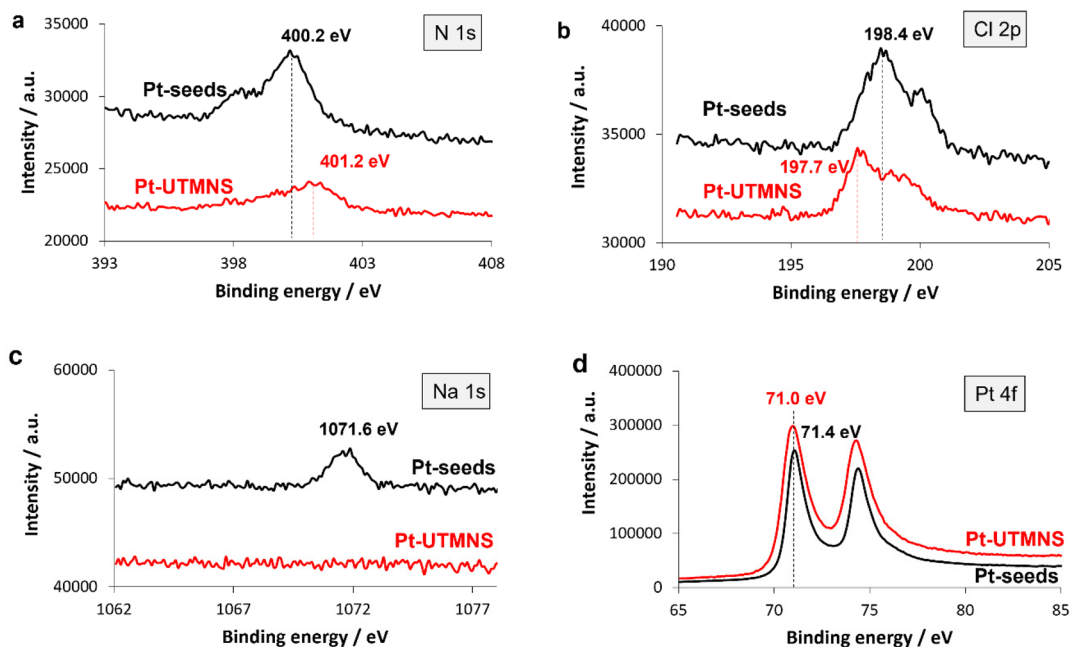 a
N 1s
35000
30000
25000
20000
Intensity / a.u.
400.2 eV
Pt-seeds
401.2 eV
Pt-UTMNS
393 398 403 408
Binding energy / eV
b
Cl 2p
40000
35000
30000
Intensity / a.u.
198.4 eV
Pt-seeds
197.7 eV
Pt-UTMNS
190 195 200 205
Binding energy / eV
c
Na 1s
60000
50000
40000
Intensity / a.u.
1071.6 eV
Pt-seeds
Pt-UTMNS
1062 1067 1072 1077
Binding energy / eV
d
Pt 4f
400000
300000
200000
100000
0
Intensity / a.u.
71.0 eV
71.4 eV
Pt-UTMNS
Pt-seeds
65 70 75 80 85
Binding energy / eV